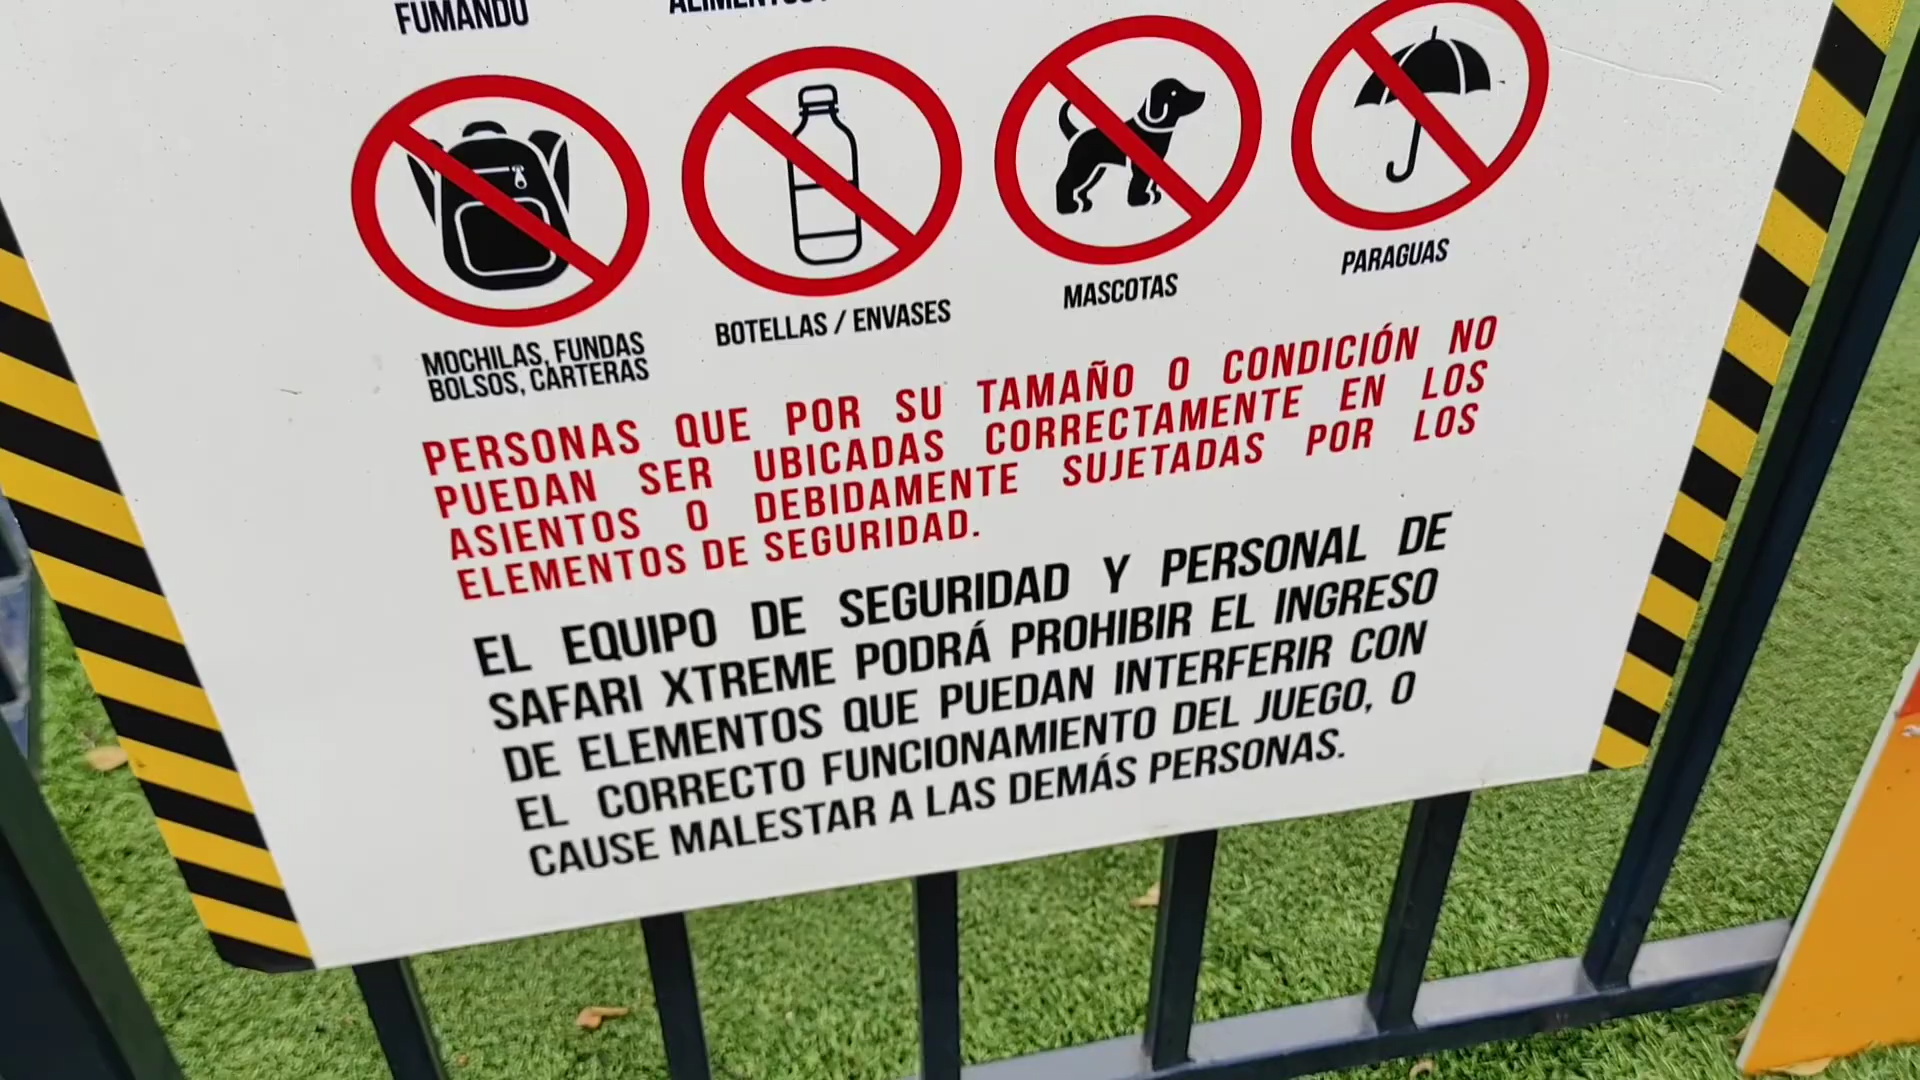 FUMANDO
MOCHILAS, FUNDAS
BOLSOS, CARTERAS
BOTELLAS / ENVASES
MASCOTAS
PARAGUAS
PERSONAS QUE POR SU TAMAÑO O CONDICIÓN NO
PUEDAN SER UBICADAS CORRECTAMENTE EN LOS
ASIENTOS O DEBIDAMENTE SUJETADAS POR LOS
ELEMENTOS DE SEGURIDAD.
EL EQUIPO DE SEGURIDAD Y PERSONAL DE
SAFARI XTREME PODRÁ PROHIBIR EL INGRESO
DE ELEMENTOS QUE PUEDAN INTERFERIR CON
EL CORRECTO FUNCIONAMIENTO DEL JUEGO, O
CAUSE MALESTAR A LAS DEMÁS PERSONAS.